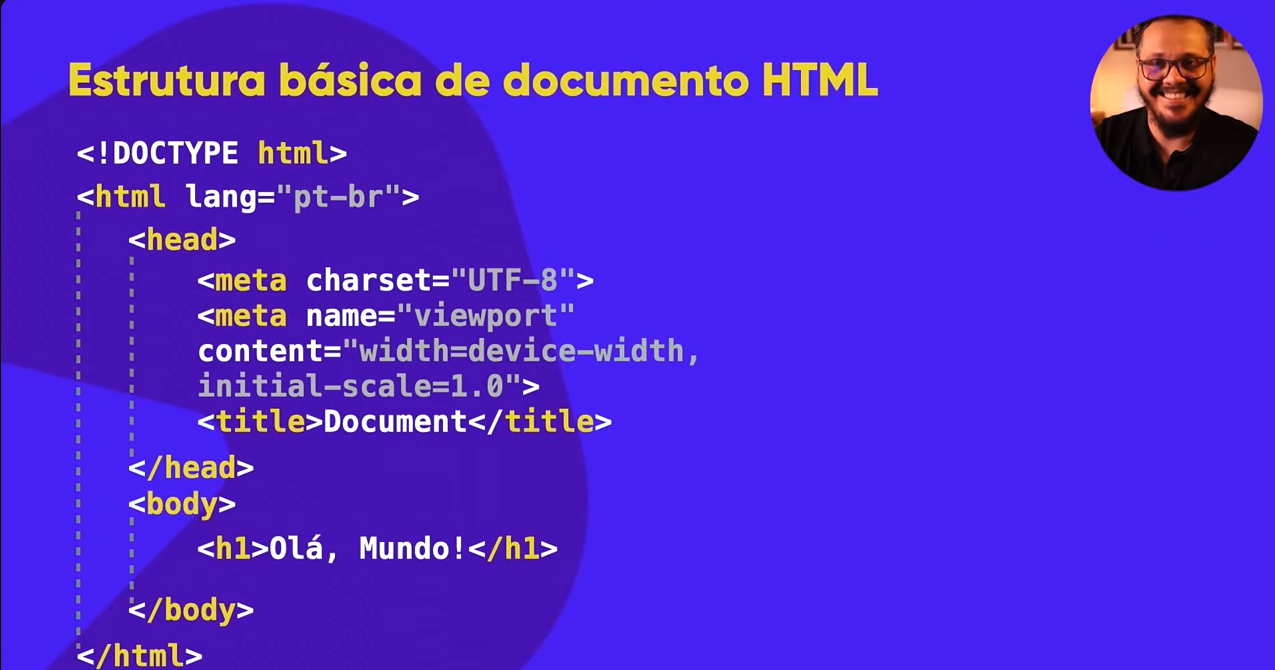 Estrutura básica de documento HTML
<!DOCTYPE html>
<html lang="pt-br">
<head>
<meta charset="UTF-8">
<meta name="viewport"
content="width=device-width,
initial-scale=1.0">
<title>Document</title>
</head>
<body>
<h1>Olá, Mundo!</h1>
</body>
</html>